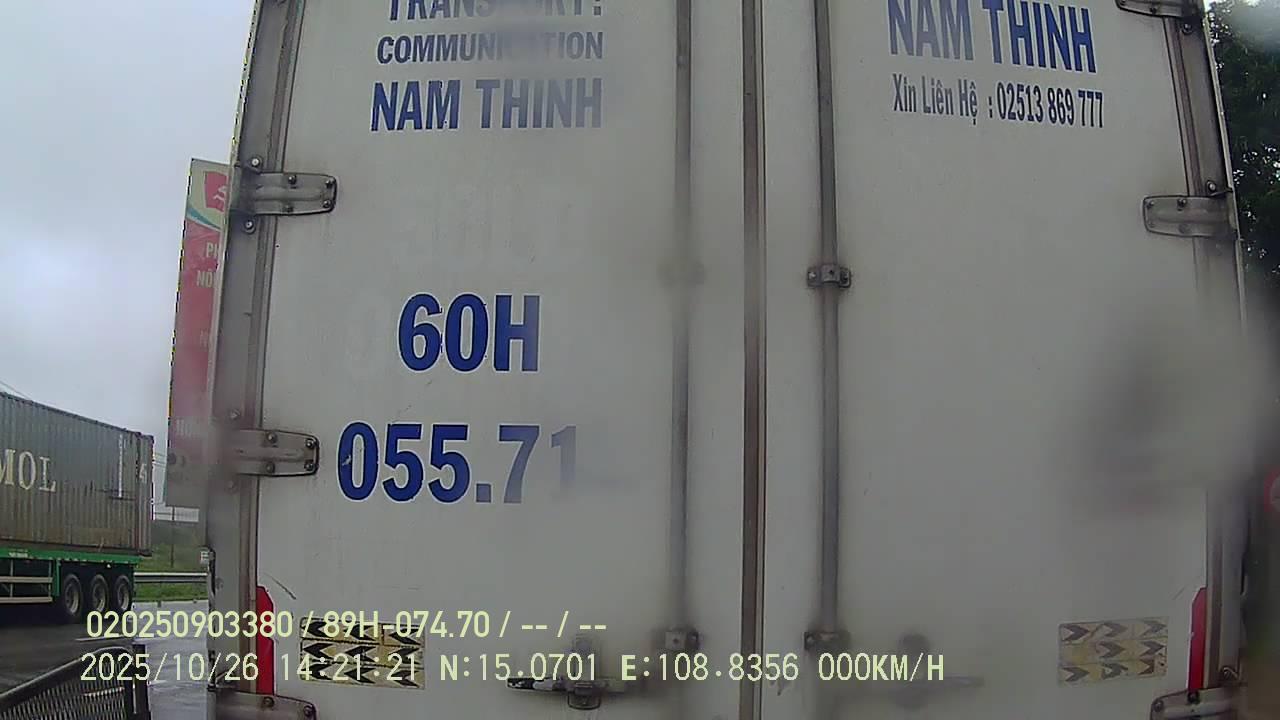 COMMUNICATION
NAM THINH
NAM THINH
Xin Liên Hệ : 02513 869 777
60H
055.71
MOL
020250903380 / 89H-074.70 / -- / --
2025/10/26 14:21:21 N:15.0701 E:108.8356 000KM/H